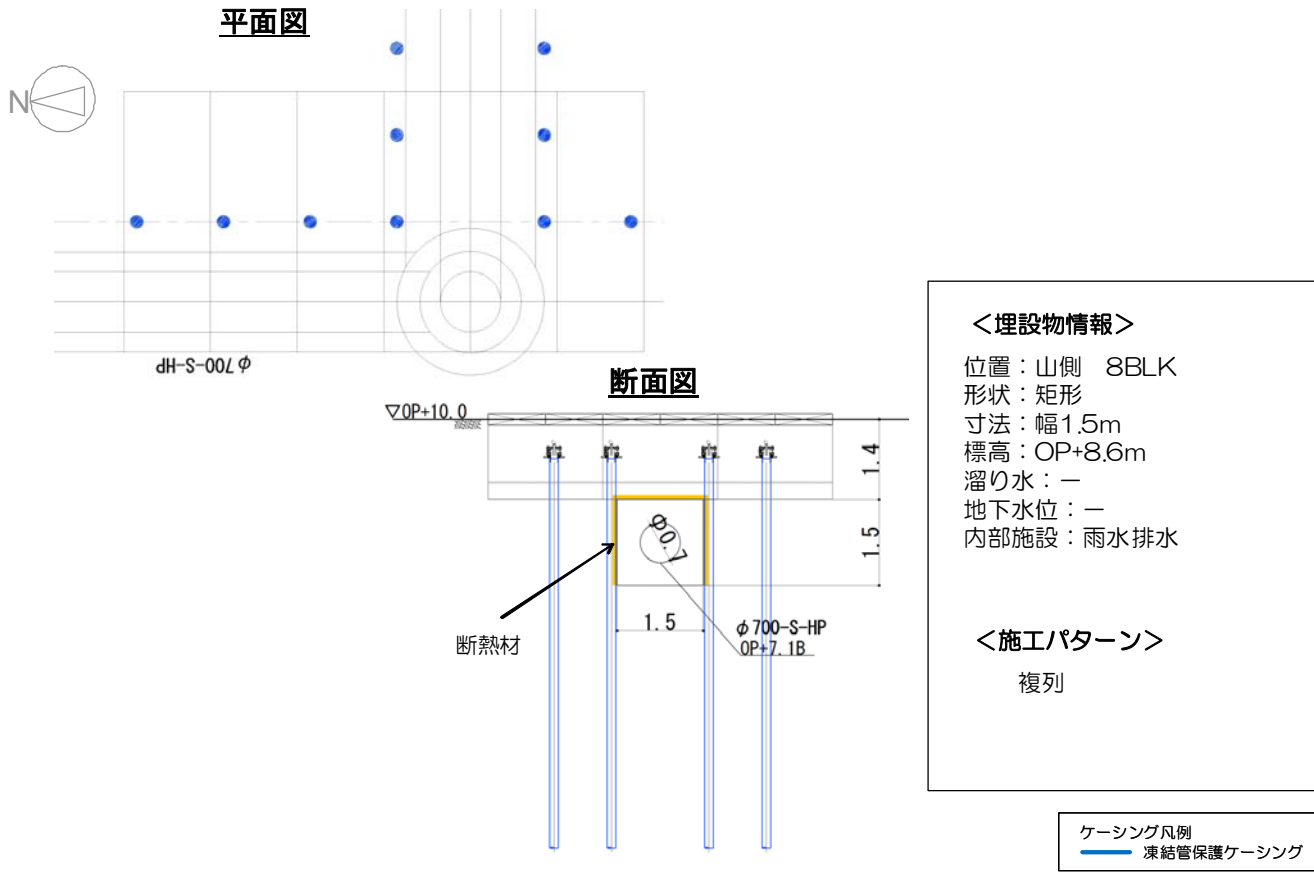 平面図
N
φ700-S-HP
断面図
▽OP+10.0
1.4
1.5
φ0.7
1.5
φ700-S-HP
OP+7.1B
断熱材
<埋設物情報>
位置:山側 8BLK
形状:矩形
寸法:幅1.5m
標高:OP+8.6m
溜り水:-
地下水位:-
内部施設:雨水排水
<施工パターン>
複列
ケーシング凡例
凍結管保護ケーシング